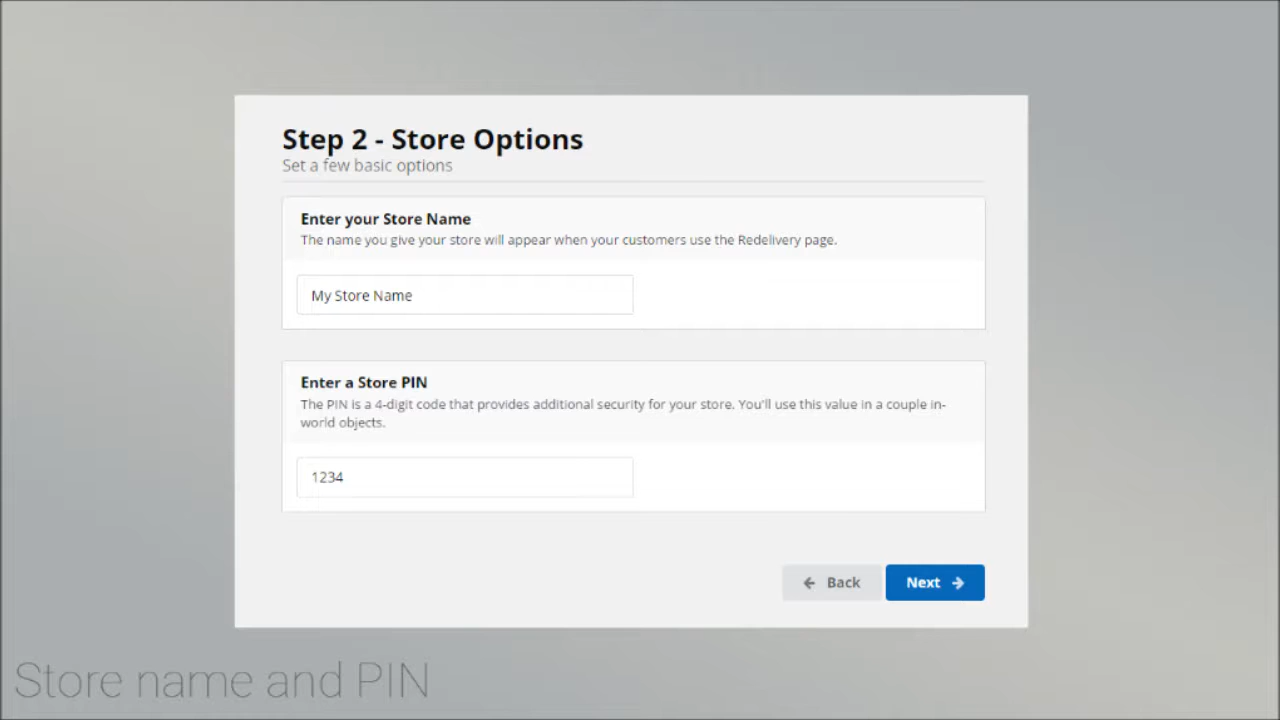 Step 2 - Store Options
Set a few basic options
Enter your Store Name
The name you give your store will appear when your customers use the Redelivery page.
My Store Name
Enter a Store PIN
The PIN is a 4-digit code that provides additional security for your store. You'll use this value in a couple in-
world objects.
1234
Back
Next
Store name and PIN